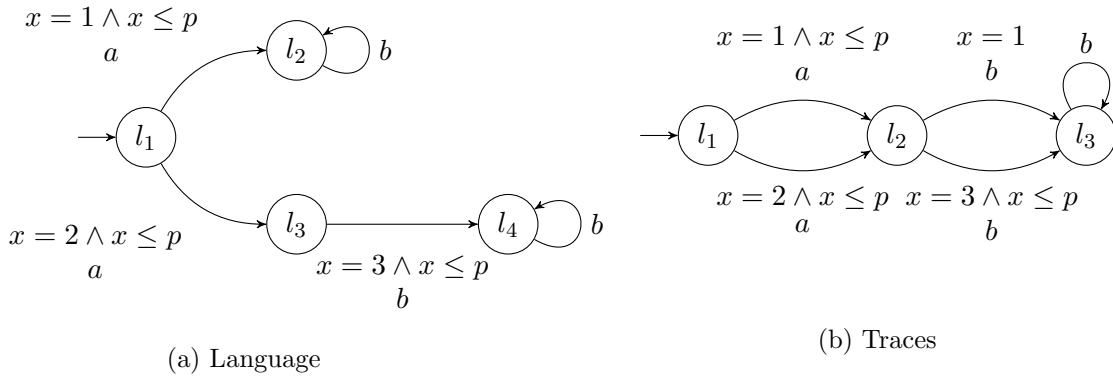 x = 1 ∧ x ≤ p
a
l₂
b
l₁
x = 2 ∧ x ≤ p
a
l₃
x = 3 ∧ x ≤ p
b
l₄
b
(a) Language
x = 1 ∧ x ≤ p
a
x = 1
b
b
l₁
l₂
l₃
x = 2 ∧ x ≤ p
a
x = 3 ∧ x ≤ p
b
(b) Traces